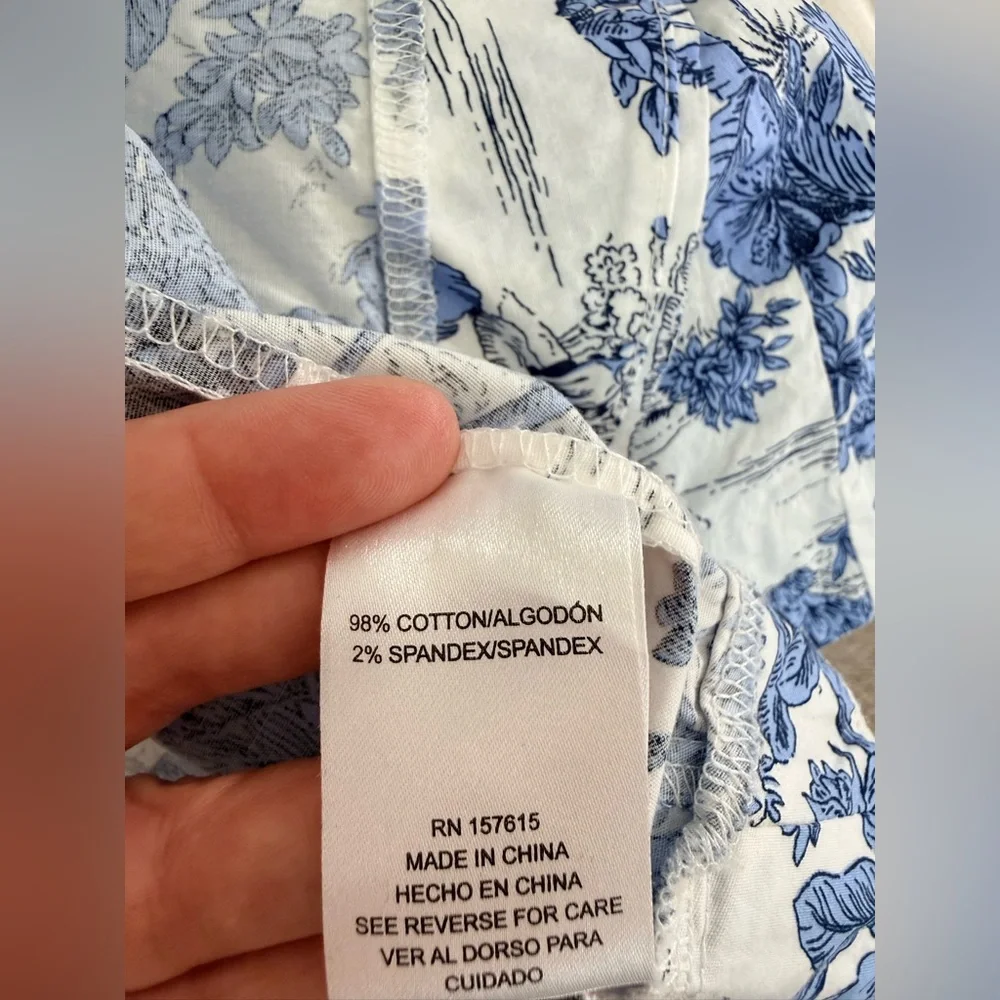 98% COTTON/ALGODÓN
2% SPANDEX/SPANDEX
RN 157615
MADE IN CHINA
HECHO EN CHINA
SEE REVERSE FOR CARE
VER AL DORSO PARA
CUIDADO